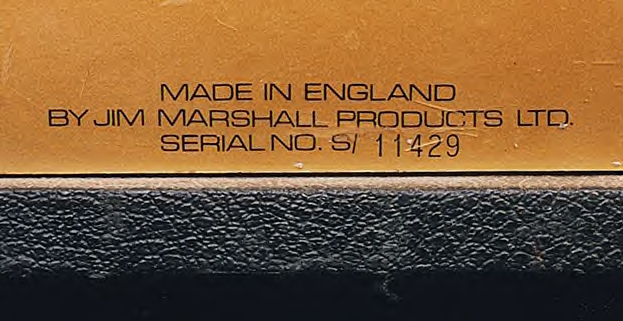 MADE IN ENGLAND
BY JIM MARSHALL PRODUCTS LTD.
SERIAL NO. S/ 11429